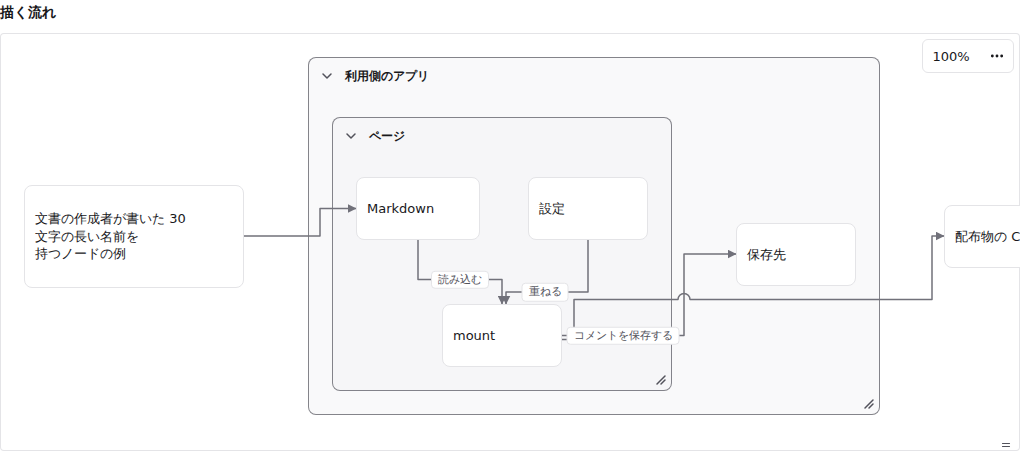 描く流れ
100%
利用側のアプリ
ページ
Markdown
設定
文書の作成者が書いた 30
文字の長い名前を
持つノードの例
保存先
配布物の C
読み込む
重ねる
mount
コメントを保存する